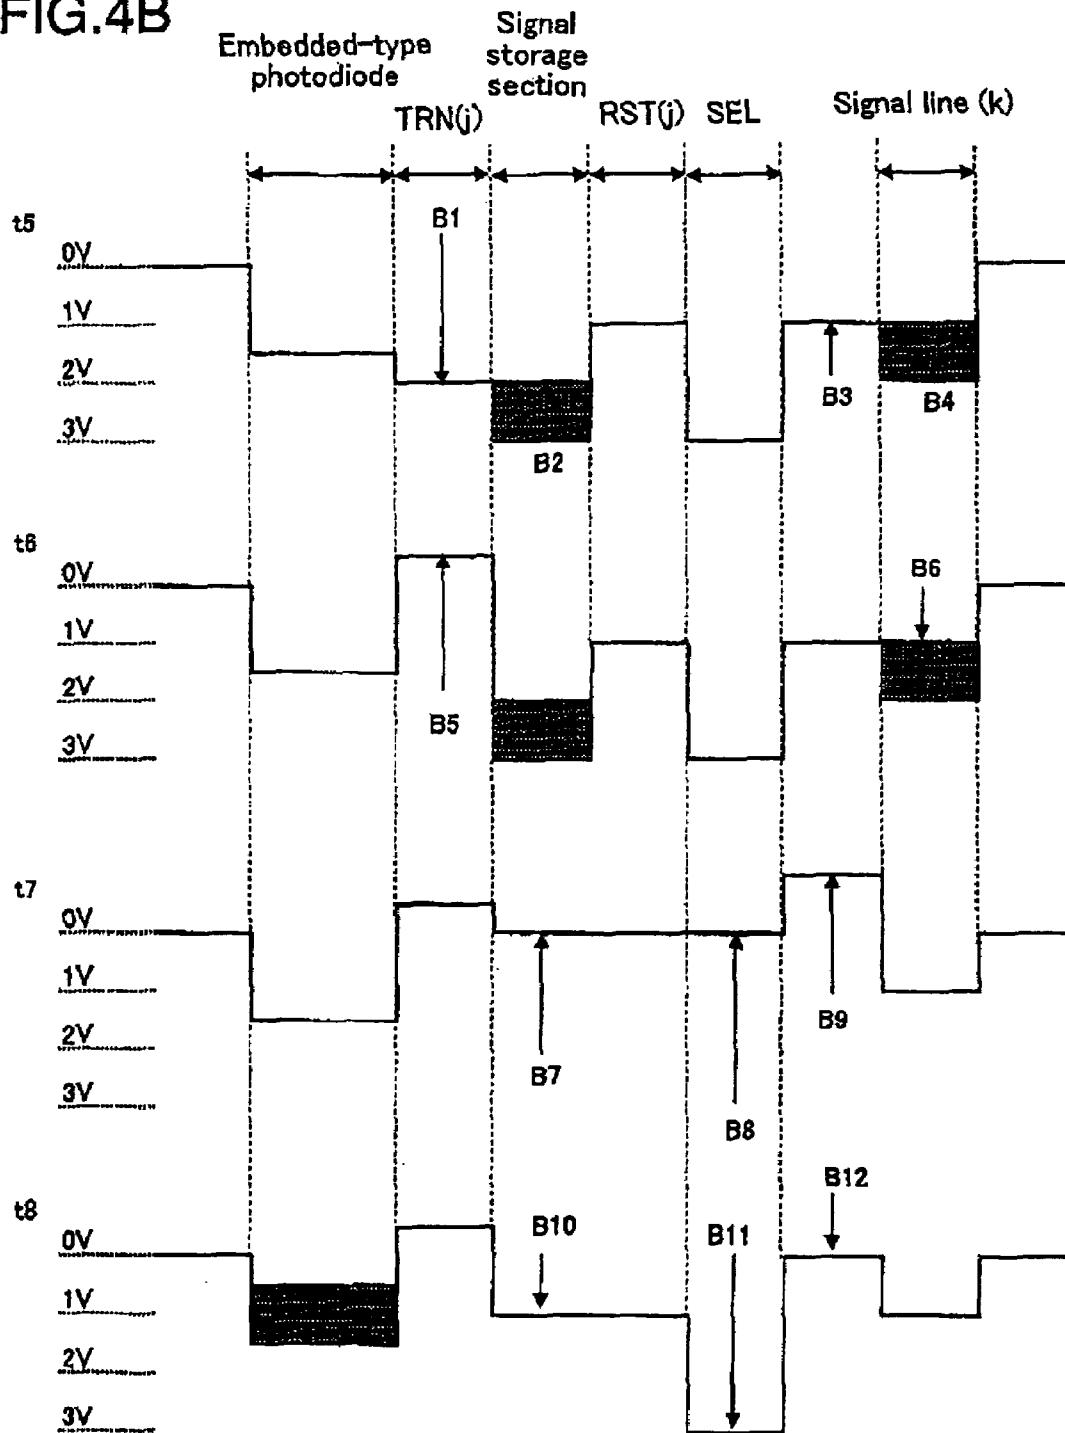 FIG.4B
Embedded-type
photodiode
TRN(j)
Signal
storage
section
RST(j)
SEL
Signal line (k)
t5
0V
1V
2V
3V
B1
B2
B3
B4
t6
0V
1V
2V
3V
B5
B6
t7
0V
1V
2V
3V
B7
B8
B9
t8
0V
1V
2V
3V
B10
B11
B12